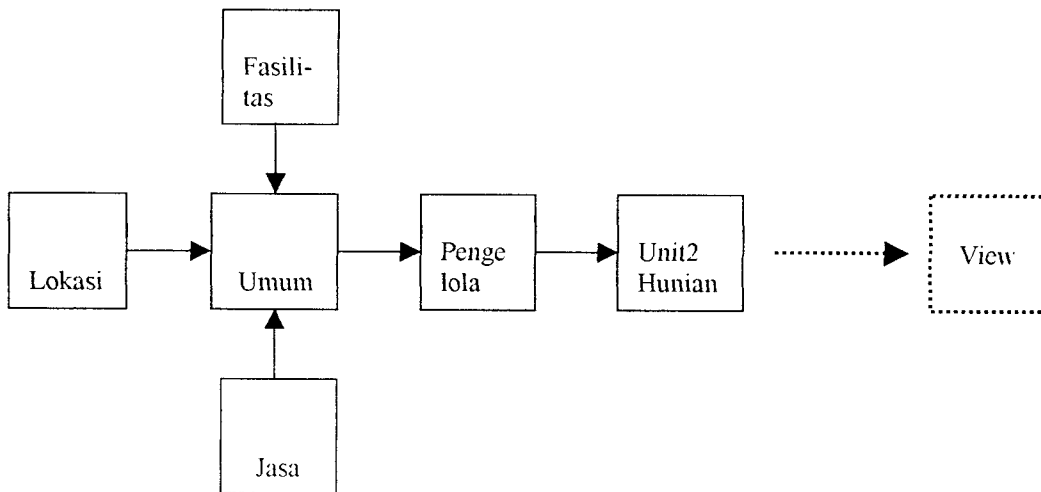 Fasili-
tas
Lokasi
Umum
Penge
lola
Unit2
Hunian
View
Jasa